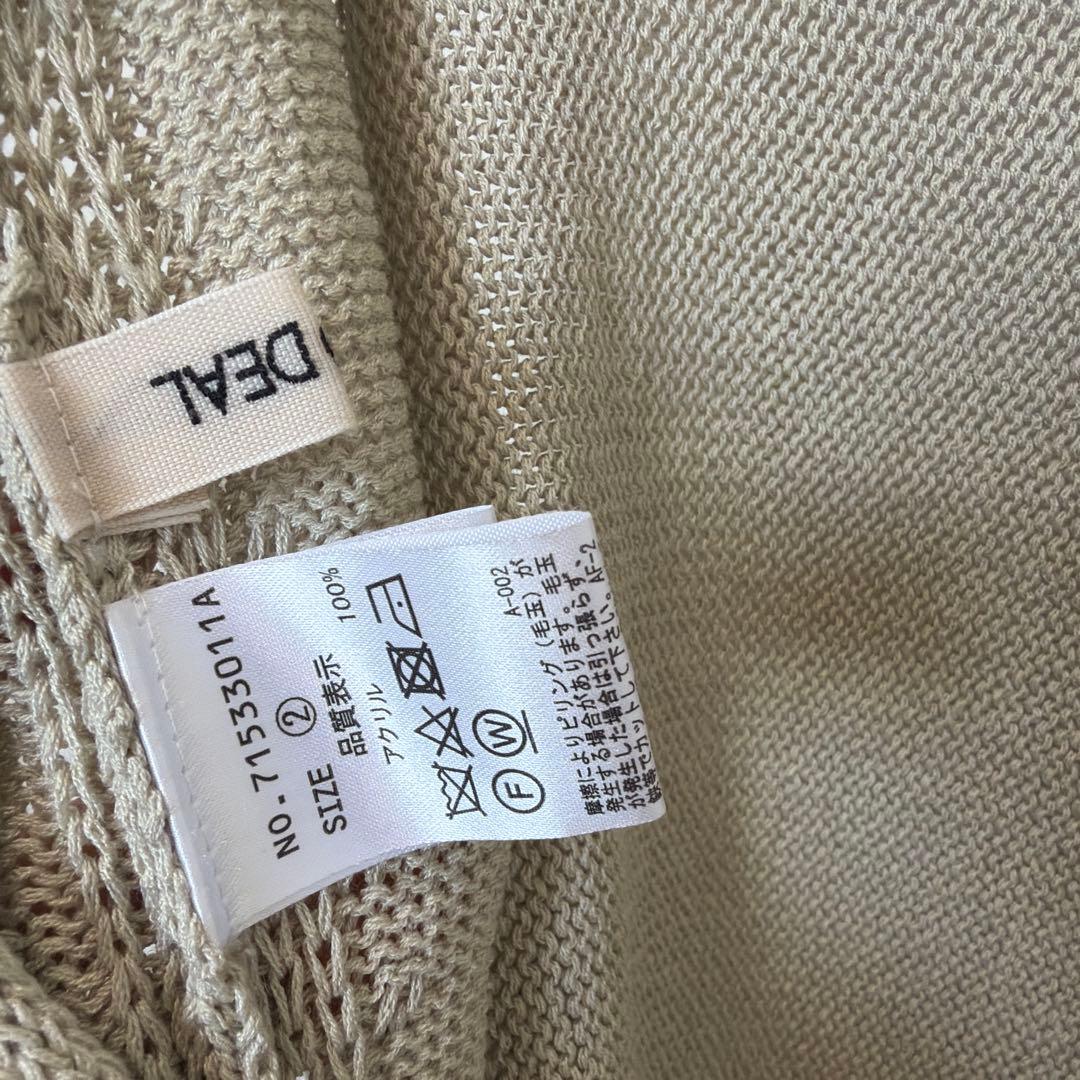 DEAL
NO.71533011A
SIZE ②
品質表示
アクリル 100%
F W
A-002
摩擦によりピリング（毛玉）が
発生する場合があります。毛玉
が発生した場合は引っ張らず、
鋏等でカットして下さい。AF-2